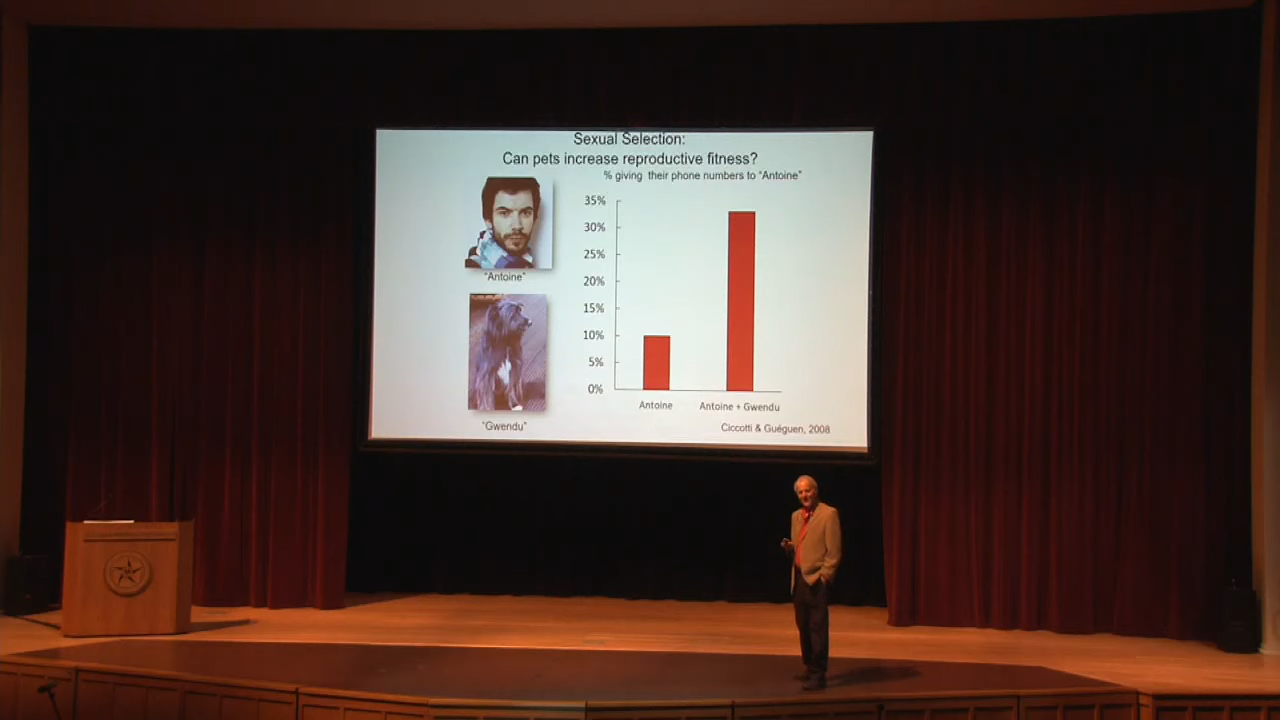 Sexual Selection:
Can pets increase reproductive fitness?
% giving their phone numbers to "Antoine"
"Antoine"
"Gwendu"
35%
30%
25%
20%
15%
10%
5%
0%
Antoine
Antoine + Gwendu
Ciccotti & Guéguen, 2008